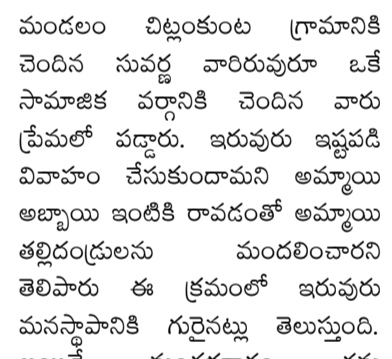 మండలం చిట్లంకుంట గ్రామానికి
చెందిన సువర్ణ వారిరువురూ ఒకే
సామాజిక వర్గానికి చెందిన వారు
ప్రేమలో పడ్డారు. ఇరువురు ఇష్టపడి
వివాహం చేసుకుందామని అమ్మాయి
అబ్బాయి ఇంటికి రావడంతో అమ్మాయి
తల్లిదండ్రులను మందలించారని
తెలిపారు ఈ క్రమంలో ఇరువురు
మనస్థాపానికి గురైనట్లు తెలుస్తుంది.